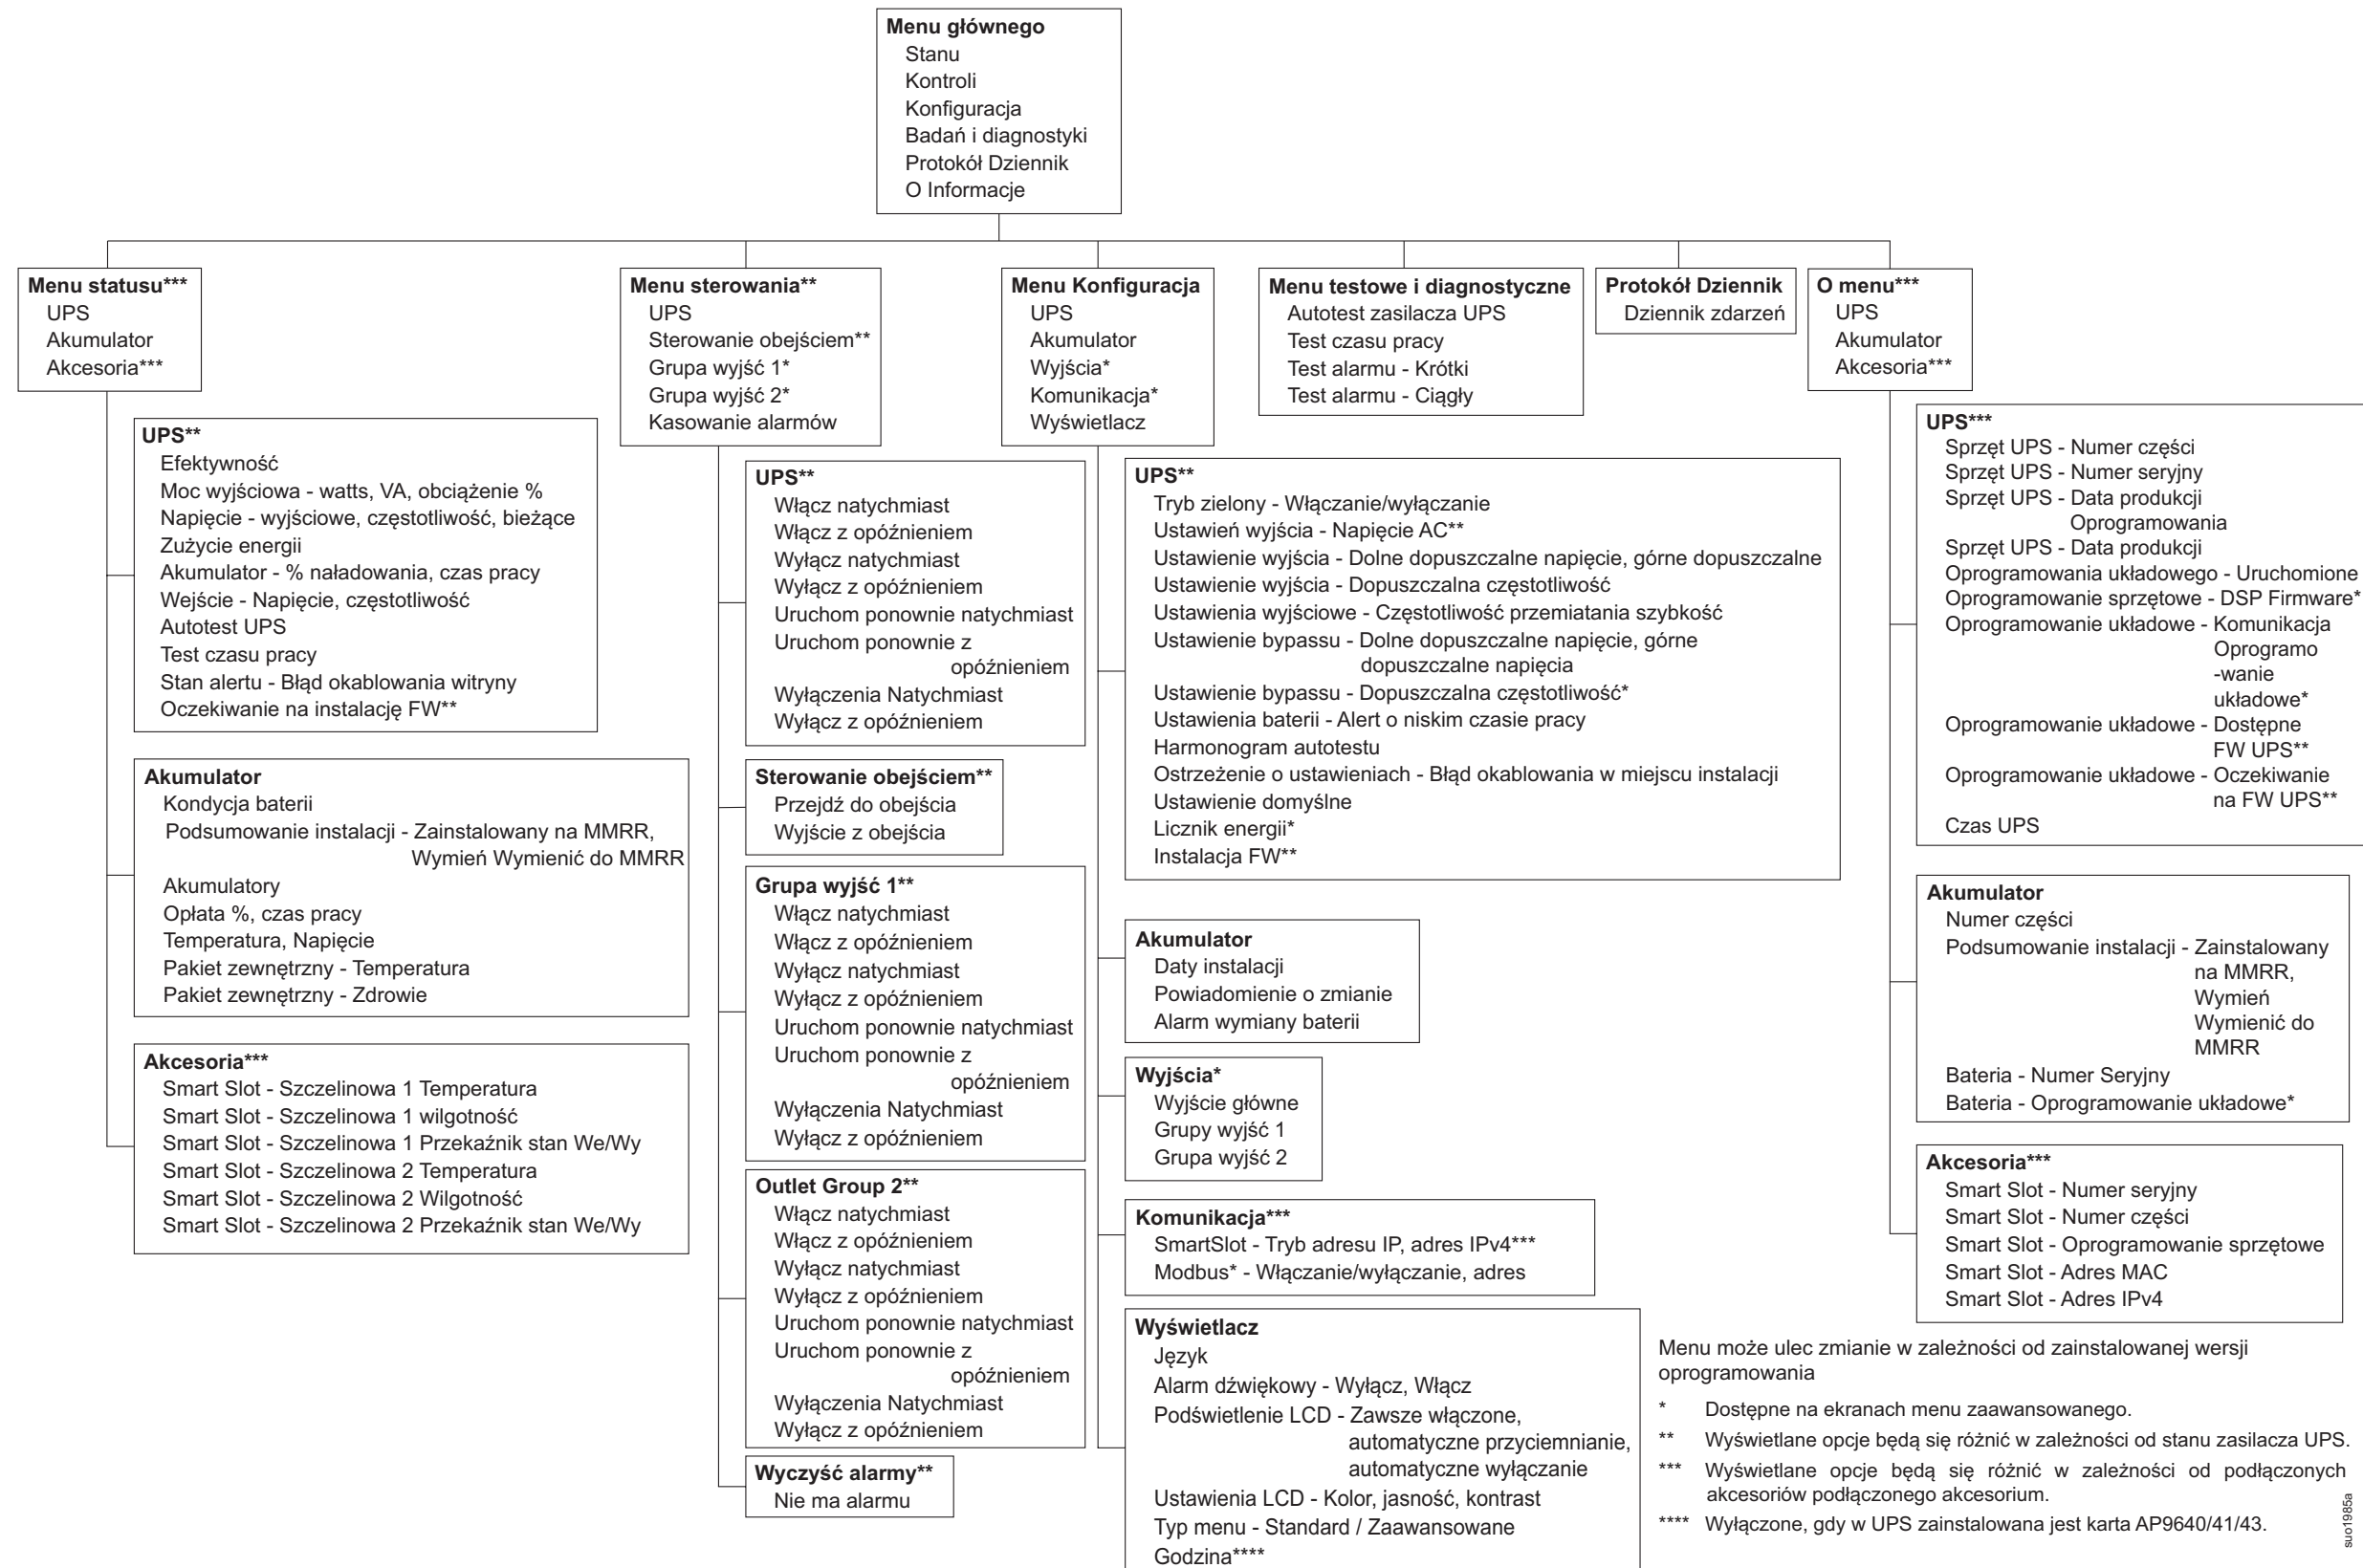 Menu głównego
Stanu
Kontroli
Konfiguracja
Badań i diagnostyki
Protokół Dziennik
O Informacje
Menu statusu***
UPS
Akumulator
Akcesoria***
UPS**
Efektywność
Moc wyjściowa - watts, VA, obciążenie %
Napięcie - wyjściowe, częstotliwość, bieżące
Zużycie energii
Akumulator - % naładowania, czas pracy
Wejście - Napięcie, częstotliwość
Autotest UPS
Test czasu pracy
Stan alertu - Błąd okablowania witryny
Oczekiwanie na instalację FW**
Akumulator
Kondycja baterii
Podsumowanie instalacji - Zainstalowany na MMRR,
Wymień Wymienić do MMRR
Akumulatory
Opłata %, czas pracy
Temperatura, Napięcie
Pakiet zewnętrzny - Temperatura
Pakiet zewnętrzny - Zdrowie
Akcesoria***
Smart Slot - Szczelinowa 1 Temperatura
Smart Slot - Szczelinowa 1 wilgotność
Smart Slot - Szczelinowa 1 Przekaźnik stan We/Wy
Smart Slot - Szczelinowa 2 Temperatura
Smart Slot - Szczelinowa 2 Wilgotność
Smart Slot - Szczelinowa 2 Przekaźnik stan We/Wy
Menu sterowania**
UPS
Sterowanie obejściem**
Grupa wyjść 1*
Grupa wyjść 2*
Kasowanie alarmów
UPS**
Włącz natychmiast
Włącz z opóźnieniem
Wyłącz natychmiast
Wyłącz z opóźnieniem
Uruchom ponownie natychmiast
Uruchom ponownie z
opóźnieniem
Wyłączenia Natychmiast
Wyłącz z opóźnieniem
Sterowanie obejściem**
Przejdź do obejścia
Wyjście z obejścia
Grupa wyjść 1**
Włącz natychmiast
Włącz z opóźnieniem
Wyłącz natychmiast
Wyłącz z opóźnieniem
Uruchom ponownie natychmiast
Uruchom ponownie z
opóźnieniem
Wyłączenia Natychmiast
Wyłącz z opóźnieniem
Outlet Group 2**
Włącz natychmiast
Włącz z opóźnieniem
Wyłącz natychmiast
Wyłącz z opóźnieniem
Uruchom ponownie natychmiast
Uruchom ponownie z
opóźnieniem
Wyłączenia Natychmiast
Wyłącz z opóźnieniem
Wyczyść alarmy**
Nie ma alarmu
Menu Konfiguracja
UPS
Akumulator
Wyjścia*
Komunikacja*
Wyświetlacz
UPS**
Tryb zielony - Włączanie/wyłączanie
Ustawień wyjścia - Napięcie AC**
Ustawienie wyjścia - Dolne dopuszczalne napięcie, górne dopuszczalne
Ustawienie wyjścia - Dopuszczalna częstotliwość
Ustawienia wyjściowe - Częstotliwość przemiatania szybkość
Ustawienie bypassu - Dolne dopuszczalne napięcie, górne
dopuszczalne napięcia
Ustawienie bypassu - Dopuszczalna częstotliwość*
Ustawienia baterii - Alert o niskim czasie pracy
Harmonogram autotestu
Ostrzeżenie o ustawieniach - Błąd okablowania w miejscu instalacji
Ustawienie domyślne
Licznik energii*
Instalacja FW**
Akumulator
Daty instalacji
Powiadomienie o zmianie
Alarm wymiany baterii
Wyjścia*
Wyjście główne
Grupy wyjść 1
Grupa wyjść 2
Komunikacja***
SmartSlot - Tryb adresu IP, adres IPv4***
Modbus* - Włączanie/wyłączanie, adres
Wyświetlacz
Język
Alarm dźwiękowy - Wyłącz, Włącz
Podświetlenie LCD - Zawsze włączone,
automatyczne przyciemnianie,
automatyczne wyłączanie
Ustawienia LCD - Kolor, jasność, kontrast
Typ menu - Standard / Zaawansowane
Godzina****
Menu testowe i diagnostyczne
Autotest zasilacza UPS
Test czasu pracy
Test alarmu - Krótki
Test alarmu - Ciągły
Protokół Dziennik
Dziennik zdarzeń
O menu***
UPS
Akumulator
Akcesoria***
UPS***
Sprzęt UPS - Numer części
Sprzęt UPS - Numer seryjny
Sprzęt UPS - Data produkcji
Oprogramowania
Sprzęt UPS - Data produkcji
Oprogramowania układowego - Uruchomione
Oprogramowanie sprzętowe - DSP Firmware*
Oprogramowanie układowe - Komunikacja
Oprogramo
-wanie
układowe*
Oprogramowanie układowe - Dostępne
FW UPS**
Oprogramowanie układowe - Oczekiwanie
na FW UPS**
Czas UPS
Akumulator
Numer części
Podsumowanie instalacji - Zainstalowany
na MMRR,
Wymień
Wymienić do
MMRR
Bateria - Numer Seryjny
Bateria - Oprogramowanie układowe*
Akcesoria***
Smart Slot - Numer seryjny
Smart Slot - Numer części
Smart Slot - Oprogramowanie sprzętowe
Smart Slot - Adres MAC
Smart Slot - Adres IPv4
Menu może ulec zmianie w zależności od zainstalowanej wersji
oprogramowania
* Dostępne na ekranach menu zaawansowanego.
** Wyświetlane opcje będą się różnić w zależności od stanu zasilacza UPS.
*** Wyświetlane opcje będą się różnić w zależności od podłączonych
akcesoriów podłączonego akcesorium.
**** Wyłączone, gdy w UPS zainstalowana jest karta AP9640/41/43.
suo1985a